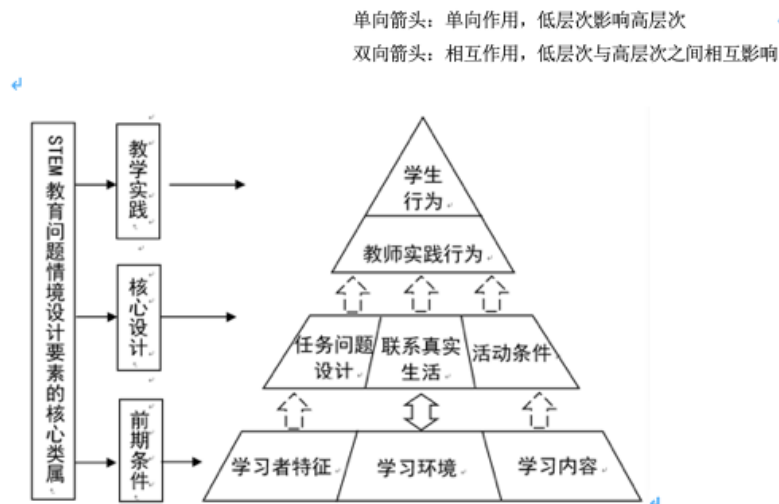 单向箭头：单向作用，低层次影响高层次
双向箭头：相互作用，低层次与高层次之间相互影响
STEM教育问题情境设计要素的核心类属
教学实践
学生
行为
教师实践行为
核心设计
任务问题
设计
联系真实
生活
活动条件
前期条件
学习者特征
学习环境
学习内容